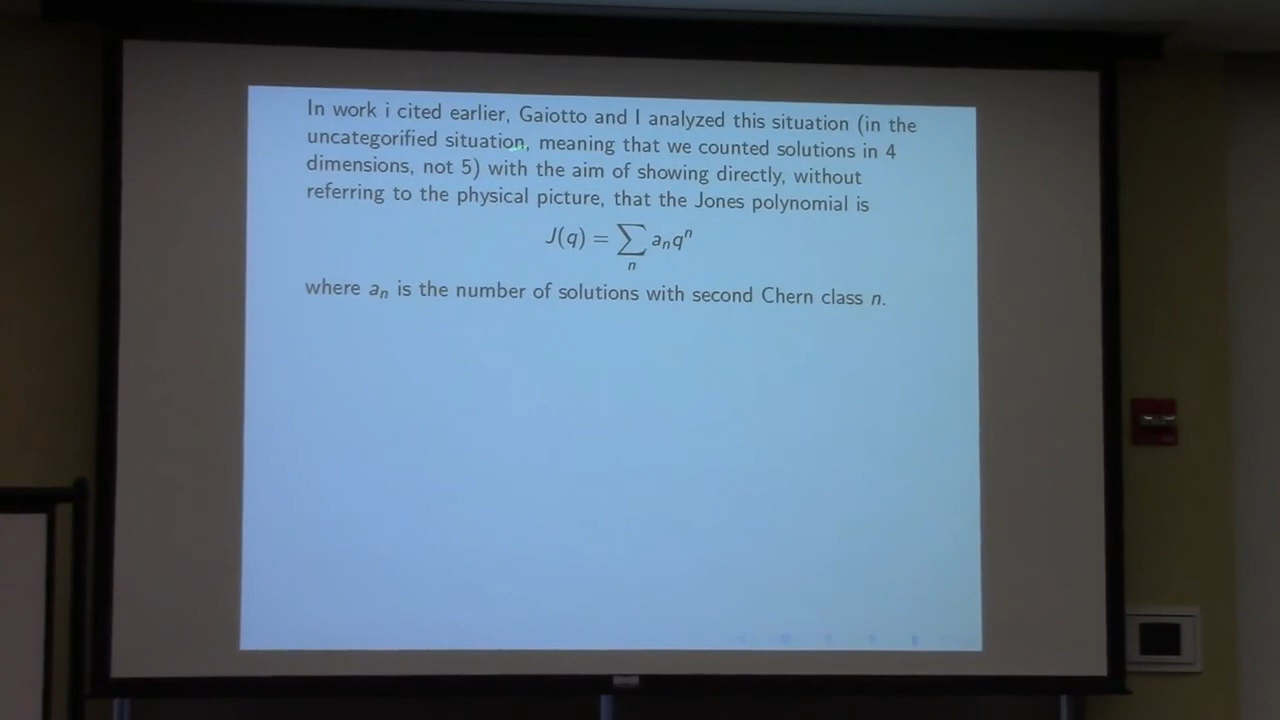 In work i cited earlier, Gaiotto and I analyzed this situation (in the
uncategorified situation, meaning that we counted solutions in 4
dimensions, not 5) with the aim of showing directly, without
referring to the physical picture, that the Jones polynomial is
J(q) = ∑ₙ aₙqⁿ
where aₙ is the number of solutions with second Chern class n.